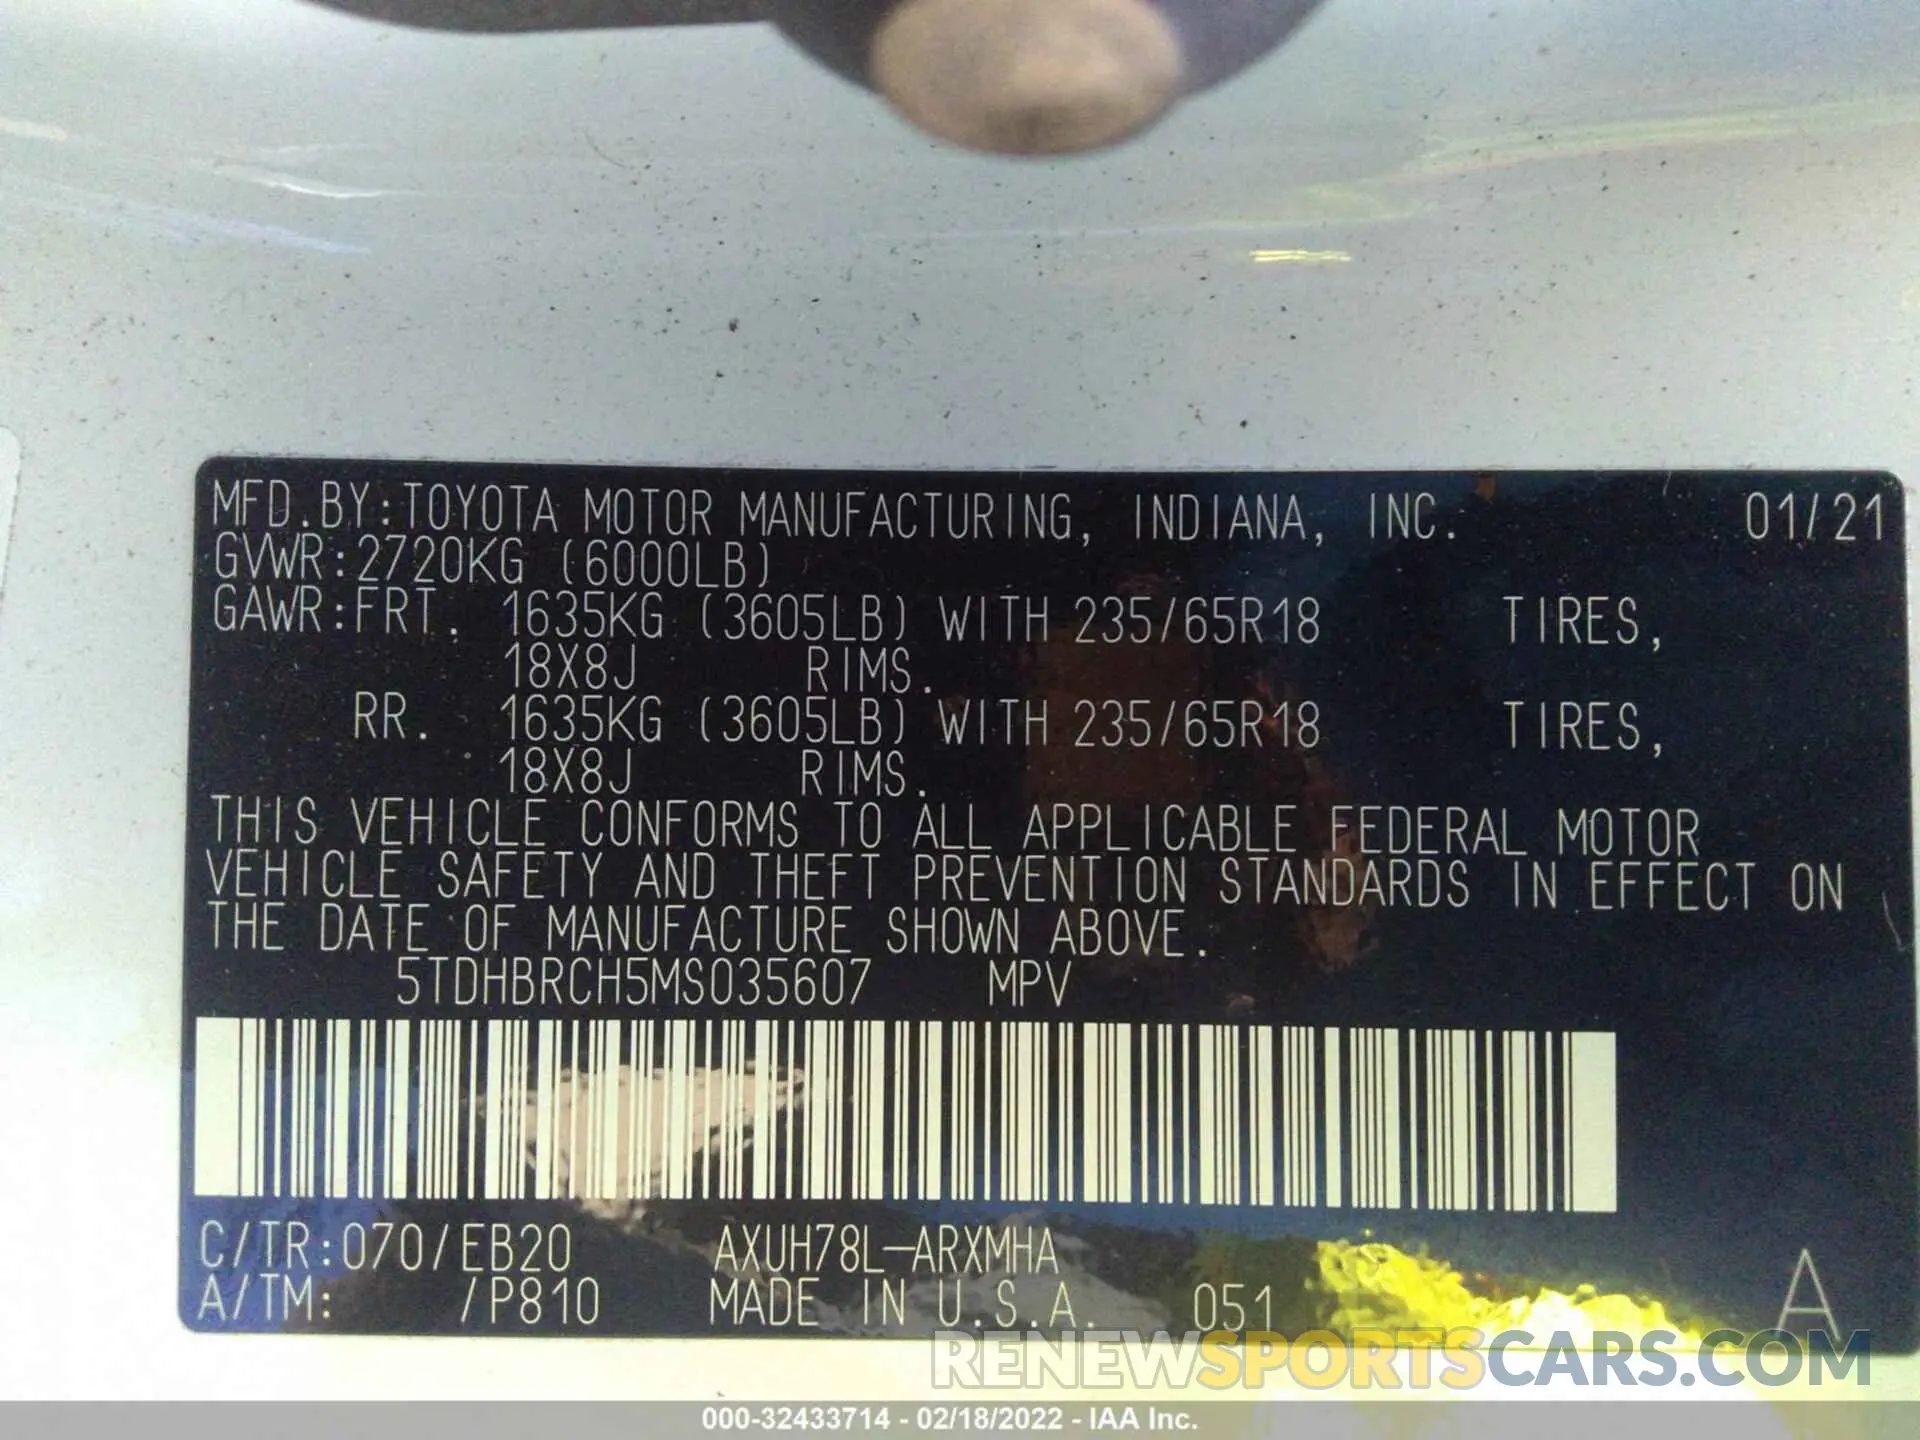 MFD.BY:TOYOTA MOTOR MANUFACTURING, INDIANA, INC. 01/21
GVWR:2720KG (6000LB)
GAWR:FRT. 1635KG (3605LB) WITH 235/65R18 TIRES,
18X8J RIMS.
RR. 1635KG (3605LB) WITH 235/65R18 TIRES,
18X8J RIMS.
THIS VEHICLE CONFORMS TO ALL APPLICABLE FEDERAL MOTOR
VEHICLE SAFETY AND THEFT PREVENTION STANDARDS IN EFFECT ON
THE DATE OF MANUFACTURE SHOWN ABOVE.
5TDHBRCH5MS035607 MPV
C/TR:070/EB20 AXUH78L-ARXMHA
A/TM: /P810 MADE IN U.S.A. 051 A
RENEWSPORTSCARS.COM
000-32433714 - 02/18/2022 - IAA Inc.